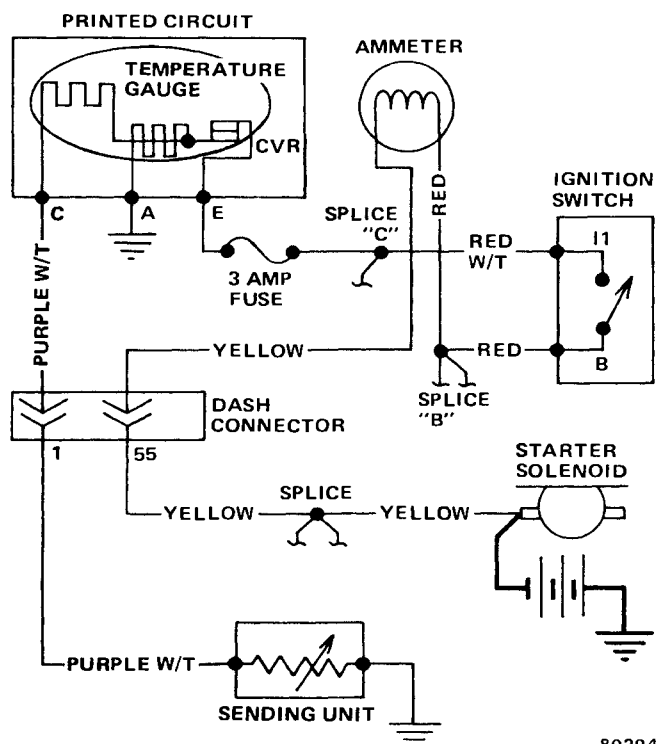 PRINTED CIRCUIT
AMMETER
TEMPERATURE
GAUGE
CVR
C
A
E
RED
IGNITION
SWITCH
SPLICE
"C"
RED
W/T
I1
3 AMP
FUSE
PURPLE W/T
YELLOW
RED
B
SPLICE
"B"
DASH
CONNECTOR
1
55
STARTER
SOLENOID
SPLICE
YELLOW
YELLOW
PURPLE W/T
SENDING UNIT